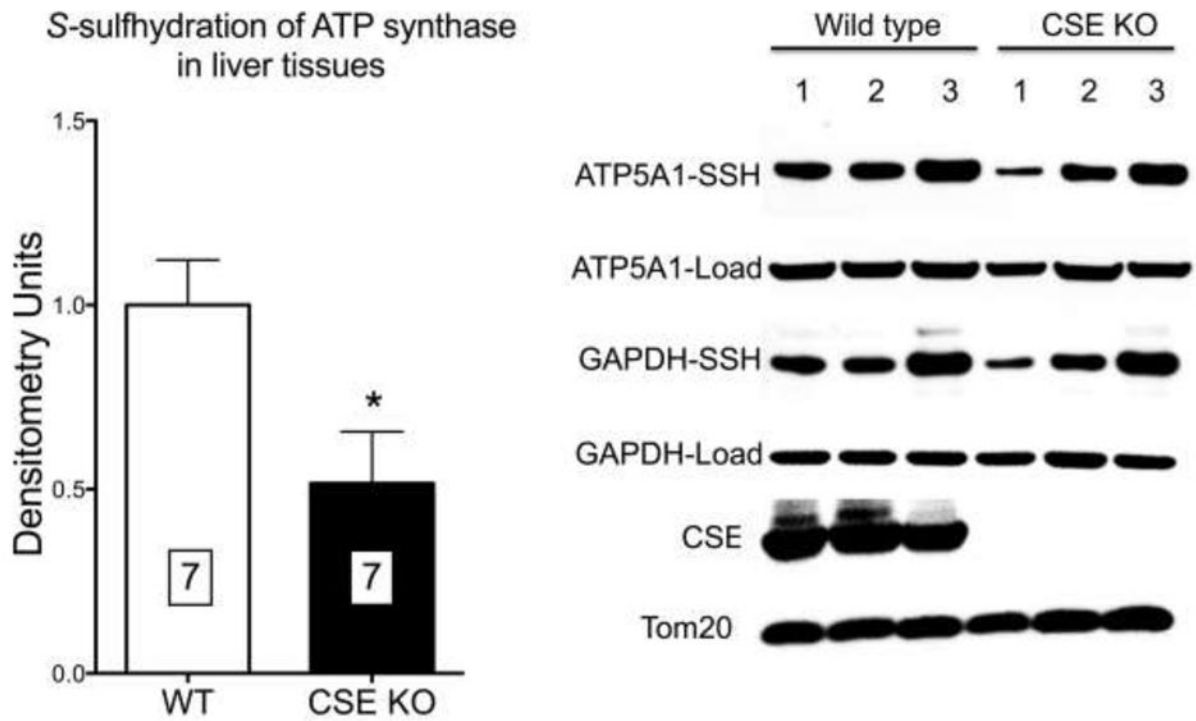 S-sulfhydration of ATP synthase
in liver tissues
1.5
1.0
0.5
0.0
Densitometry Units
*
7
7
WT
CSE KO
Wild type
CSE KO
1 2 3 1 2 3
ATP5A1-SSH
ATP5A1-Load
GAPDH-SSH
GAPDH-Load
CSE
Tom20